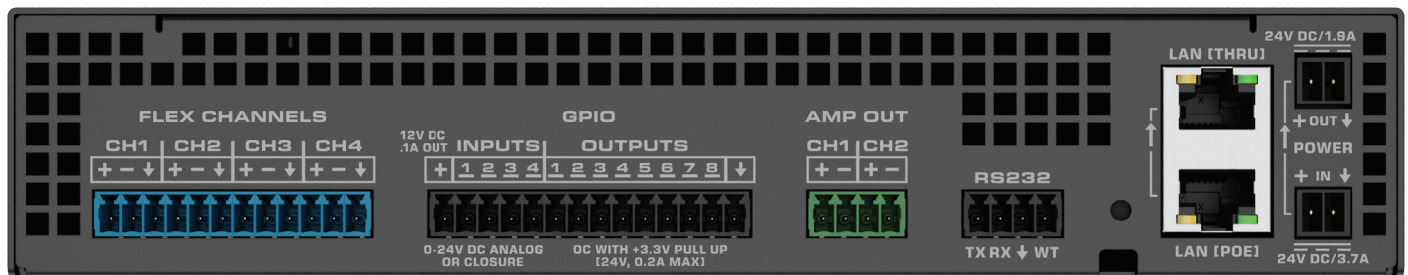 FLEX CHANNELS
CH1 CH2 CH3 CH4
+ - ↓ + - ↓ + - ↓ + - ↓
GPIO
12V DC
.1A OUT
INPUTS OUTPUTS
+ 1 2 3 4 1 2 3 4 5 6 7 8 ↓
0-24V DC ANALOG
OR CLOSURE
OC WITH +3.3V PULL UP
[24V, 0.2A MAX]
AMP OUT
CH1 CH2
+ - + -
RS232
TX RX ↓ WT
LAN [THRU]
LAN [POE]
24V DC/1.9A
+ OUT ↓
POWER
+ IN ↓
24V DC/3.7A